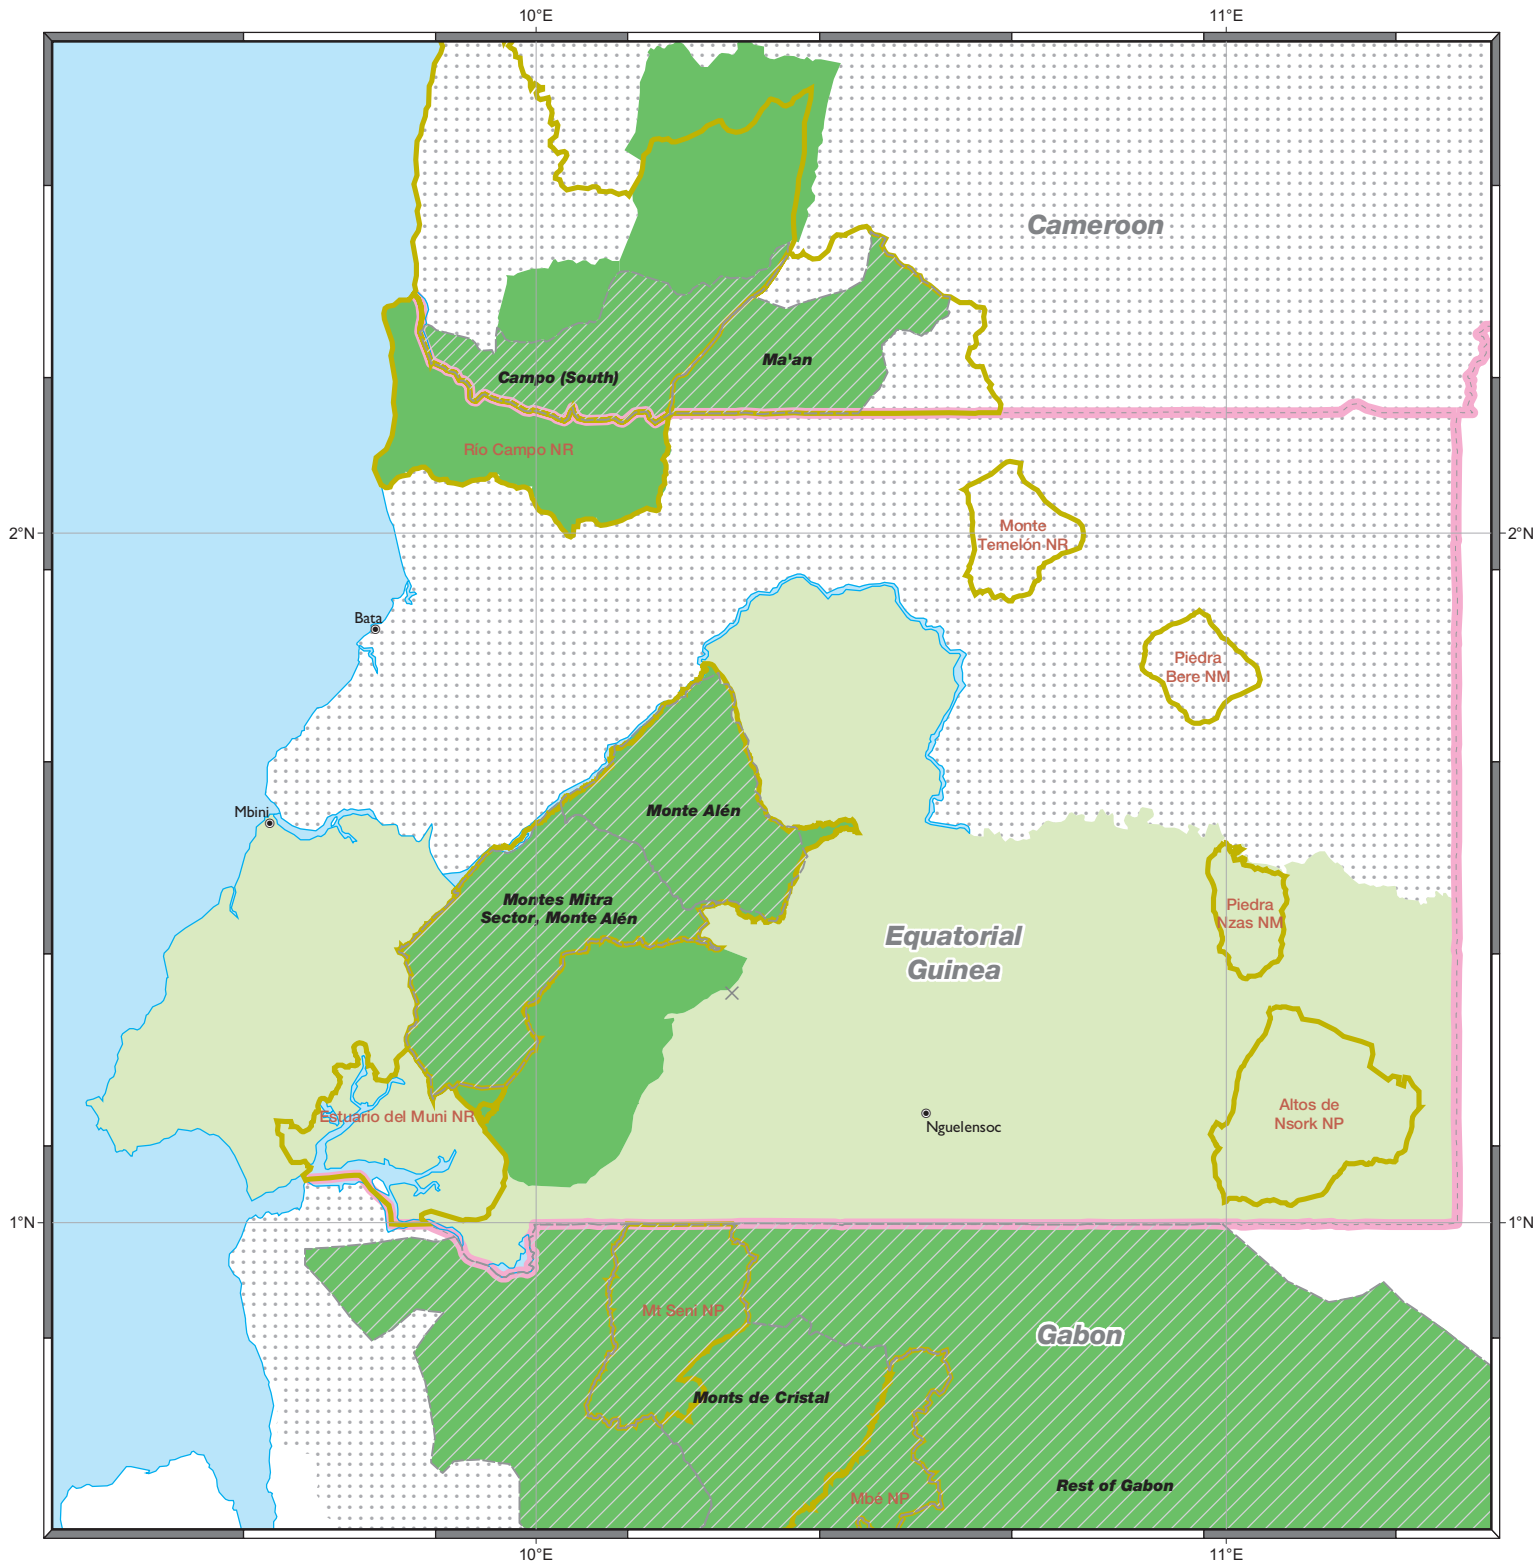 10°E
11°E
Cameroon
Ma'an
Campo (South)
Río Campo NR
2°N
2°N
Monte
Temelón NR
Bata
Piedra
Bere NM
Mbini
Monte Alén
Montes Mitra
Sector, Monte Alén
Piedra
Nzas NM
Equatorial
Guinea
Altos de
Nsork NP
Estuario del Muni NR
Nguelensoc
1°N
1°N
Mt Seni NP
Gabon
Monts de Cristal
Rest of Gabon
Mbé NP
10°E
11°E